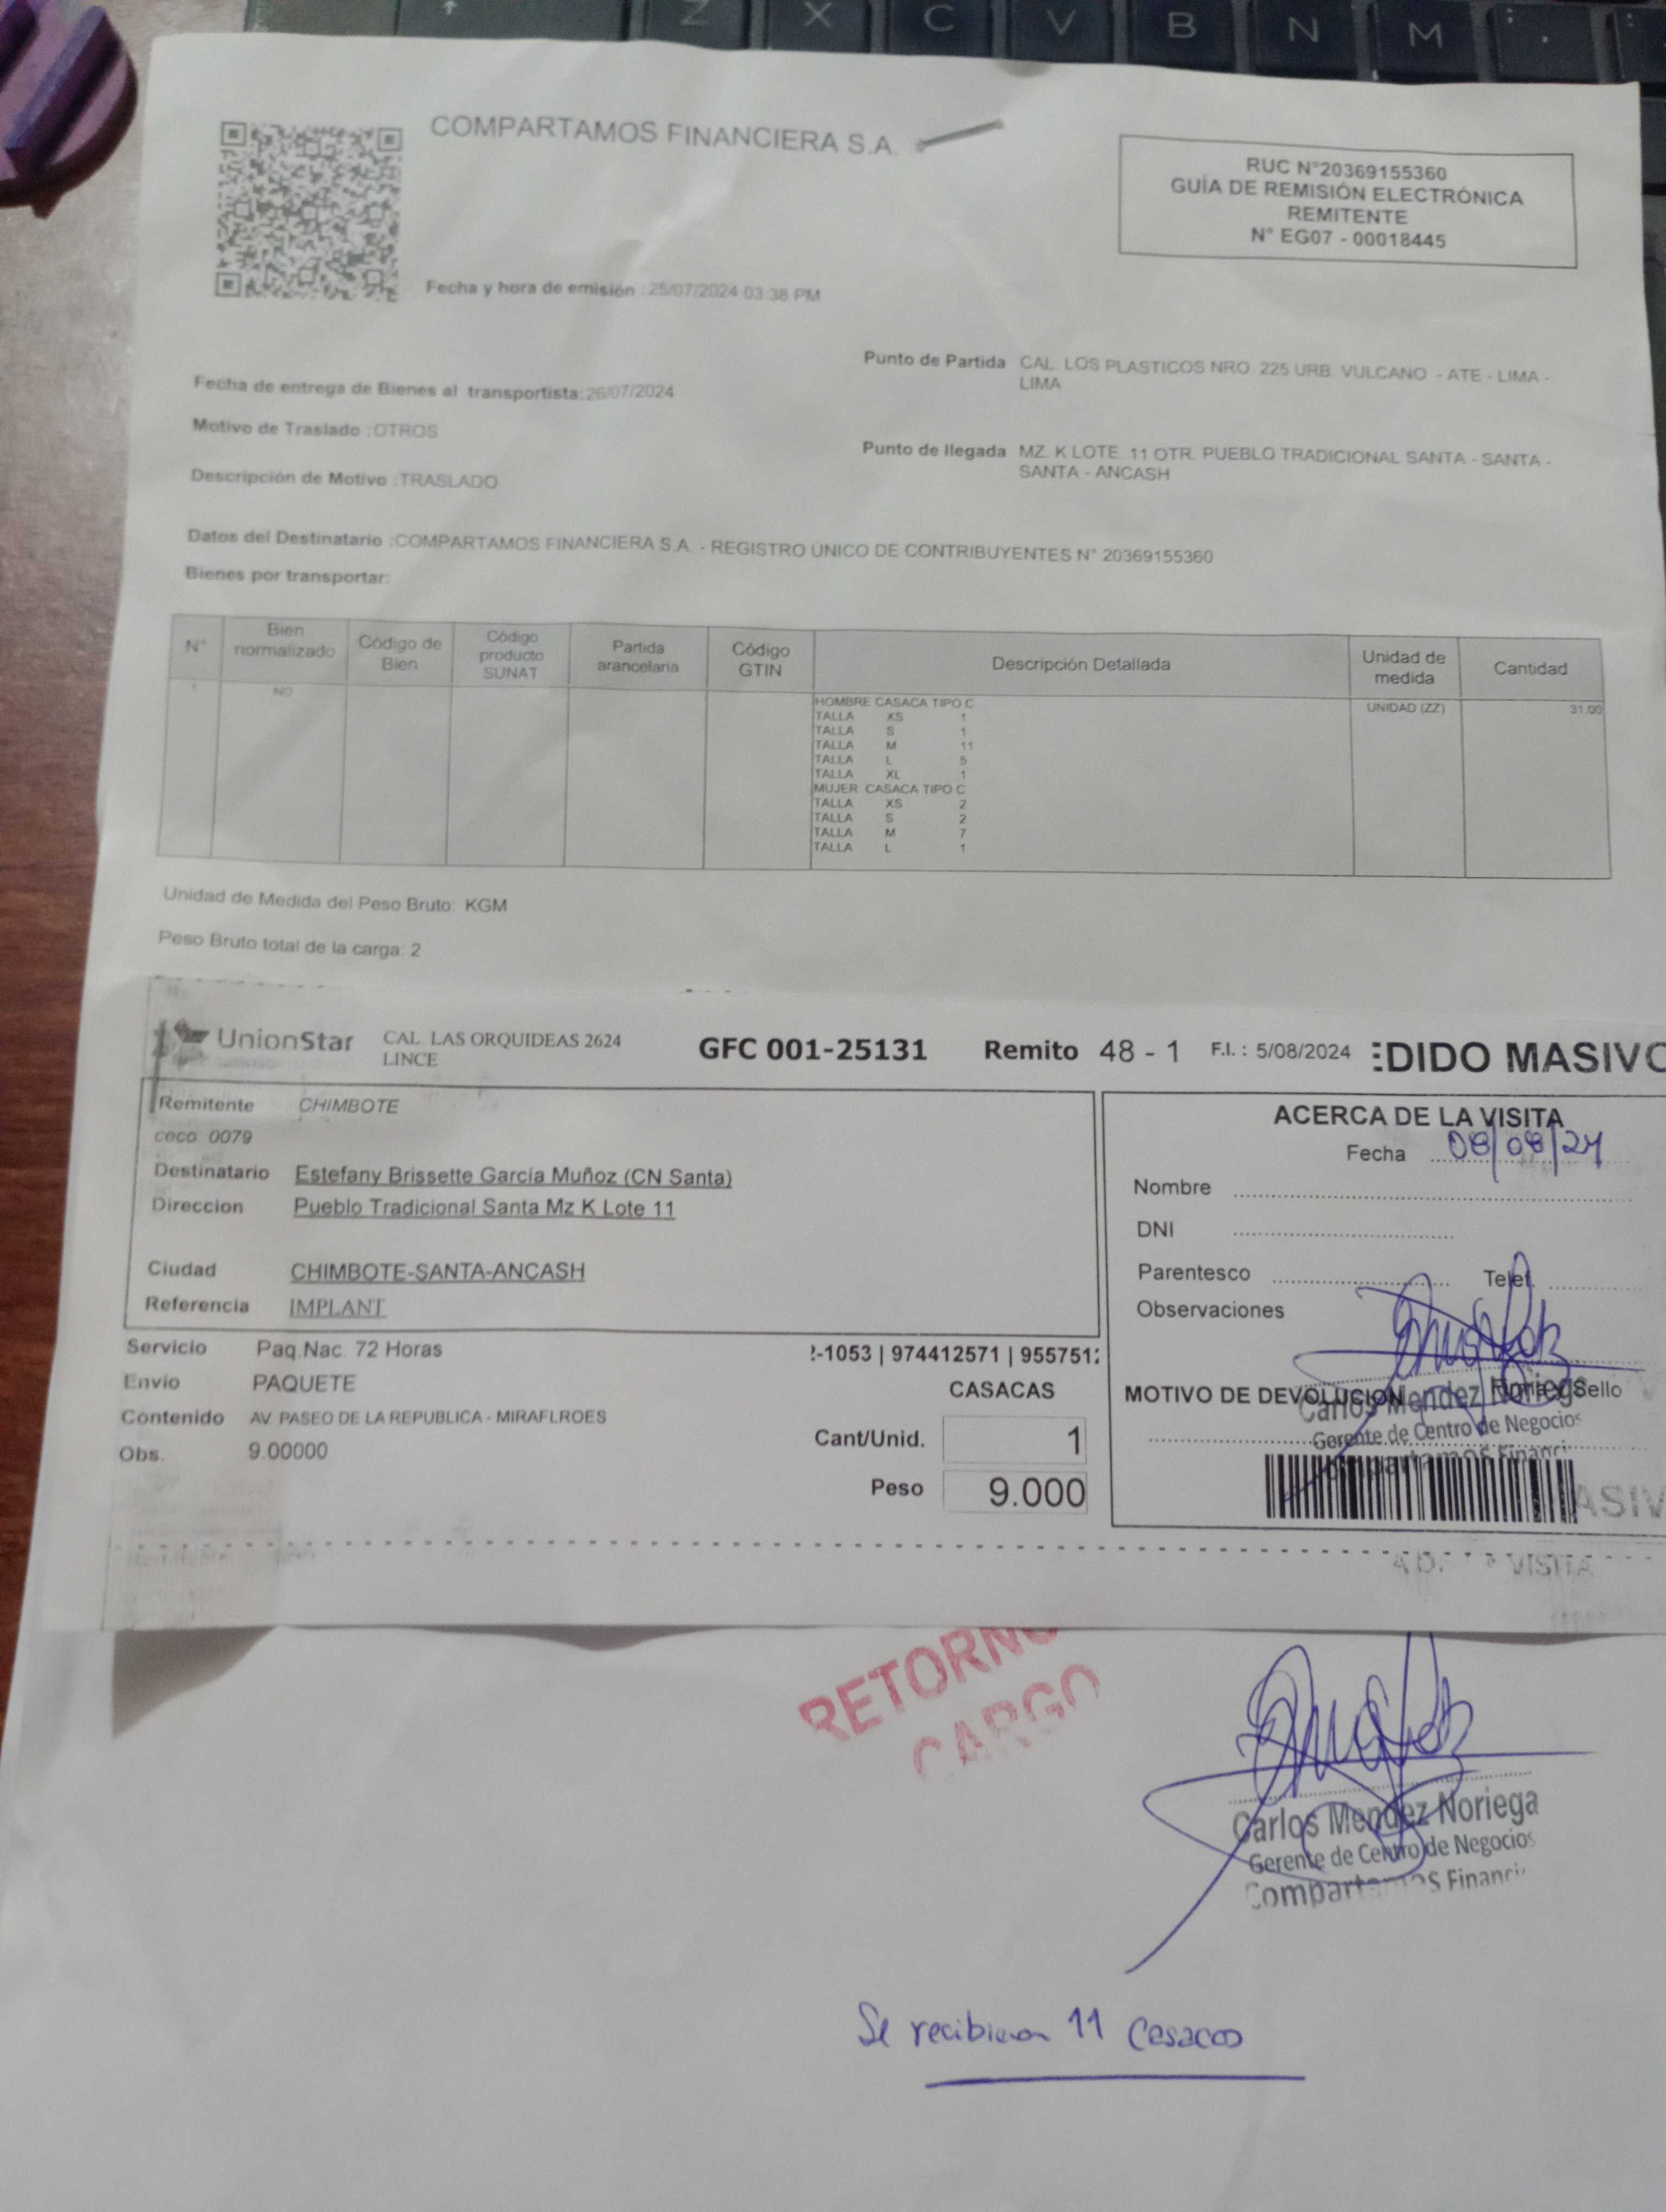 Z X C V B N M
COMPARTAMOS FINANCIERA S.A.
RUC N°20369155360
GUÍA DE REMISIÓN ELECTRÓNICA
REMITENTE
N° EG07 - 00018445
Fecha y hora de emisión :25/07/2024 03:38 PM
Punto de Partida CAL. LOS PLASTICOS NRO. 225 URB. VULCANO - ATE - LIMA -
LIMA
Fecha de entrega de Bienes al transportista:26/07/2024
Motivo de Traslado :OTROS
Punto de llegada MZ. K LOTE. 11 OTR. PUEBLO TRADICIONAL SANTA - SANTA -
SANTA - ANCASH
Descripción de Motivo :TRASLADO
Datos del Destinatario :COMPARTAMOS FINANCIERA S.A. - REGISTRO ÚNICO DE CONTRIBUYENTES N° 20369155360
Bienes por transportar:
N° Bien normalizado Código de Bien Código producto SUNAT Partida arancelaria Código GTIN Descripción Detallada Unidad de medida Cantidad
1 NO HOMBRE CASACA TIPO C UNIDAD (ZZ) 31.00
TALLA XS 1
TALLA S 1
TALLA M 11
TALLA L 5
TALLA XL 1
MUJER CASACA TIPO C
TALLA XS 2
TALLA S 2
TALLA M 7
TALLA L 1
Unidad de Medida del Peso Bruto: KGM
Peso Bruto total de la carga: 2
UnionStar CAL. LAS ORQUIDEAS 2624
LINCE
GFC 001-25131 Remito 48 - 1 F.I. : 5/08/2024 EDIDO MASIVO
Remitente CHIMBOTE
ceco 0079
Destinatario Estefany Brissette García Muñoz (CN Santa)
Direccion Pueblo Tradicional Santa Mz K Lote 11
Ciudad CHIMBOTE-SANTA-ANCASH
Referencia IMPLANT
ACERCA DE LA VISITA
Fecha 08/08/24
Nombre
DNI
Parentesco Telef.
Observaciones
Servicio Paq.Nac. 72 Horas
-1053 | 974412571 | 955751
Envio PAQUETE
CASACAS
Contenido AV. PASEO DE LA REPUBLICA - MIRAFLROES
Obs. 9.00000
Cant/Unid. 1
Peso 9.000
MOTIVO DE DEVOLUCION Firma y Sello
Carlos Mendez Noriega
Gerente de Centro de Negocios
Compartamos Financi
ASIV
VISITA
RETORNO
CARGO
Carlos Mendez Noriega
Gerente de Centro de Negocios
Compartamos Financi
Se recibieron 11 Casacas